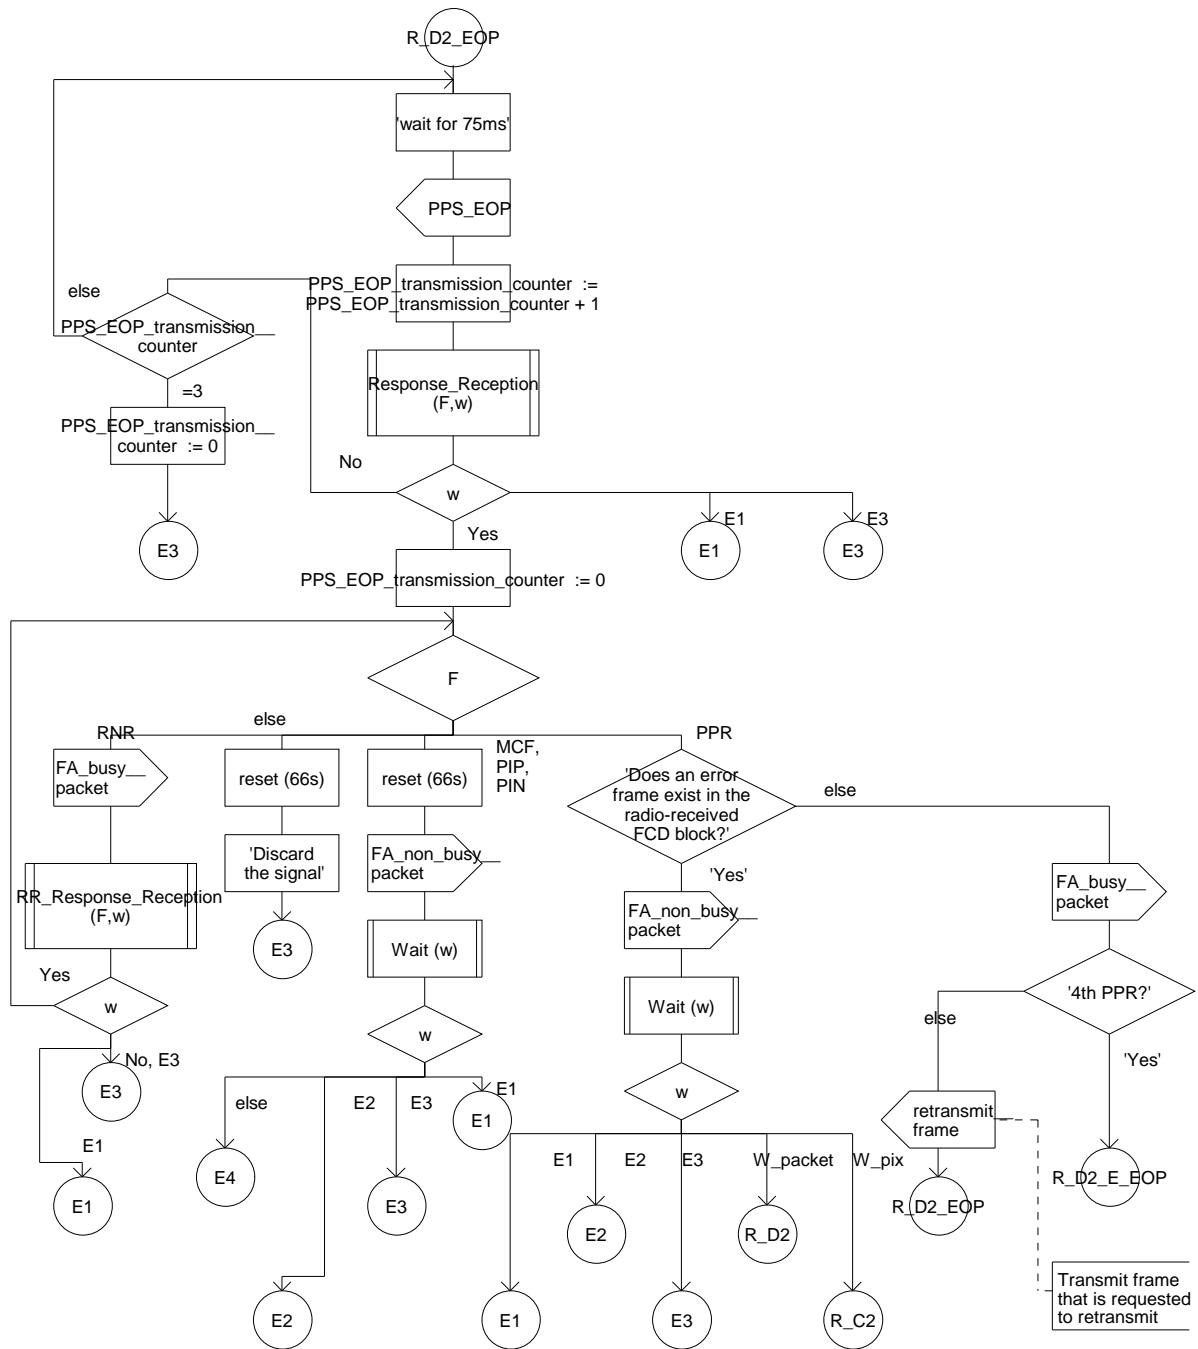 R_D2_EOP
'wait for 75ms'
PPS_EOP
PPS_EOP_transmission_counter :=
PPS_EOP_transmission_counter + 1
else
PPS_EOP_transmission__
counter
=3
PPS_EOP_transmission__
counter := 0
E3
Response_Reception
(F,w)
No
w
Yes
E1
E1
E3
E3
PPS_EOP_transmission_counter := 0
F
RNR
else
MCF,
PIP,
PIN
PPR
FA_busy__
packet
RR_Response_Reception
(F,w)
Yes
w
No, E3
E3
E1
E1
reset (66s)
'Discard
the signal'
E3
reset (66s)
FA_non_busy__
packet
Wait (w)
w
else
E4
E2
E2
E3
E3
E1
E1
'Does an error
frame exist in the
radio-received
FCD block?'
else
'Yes'
FA_non_busy__
packet
Wait (w)
w
E1
E1
E2
E2
E3
E3
W_packet
R_D2
W_pix
R_C2
FA_busy__
packet
'4th PPR?'
else
'Yes'
retransmit__
frame
R_D2_EOP
R_D2_E_EOP
Transmit frame
that is requested
to retransmit